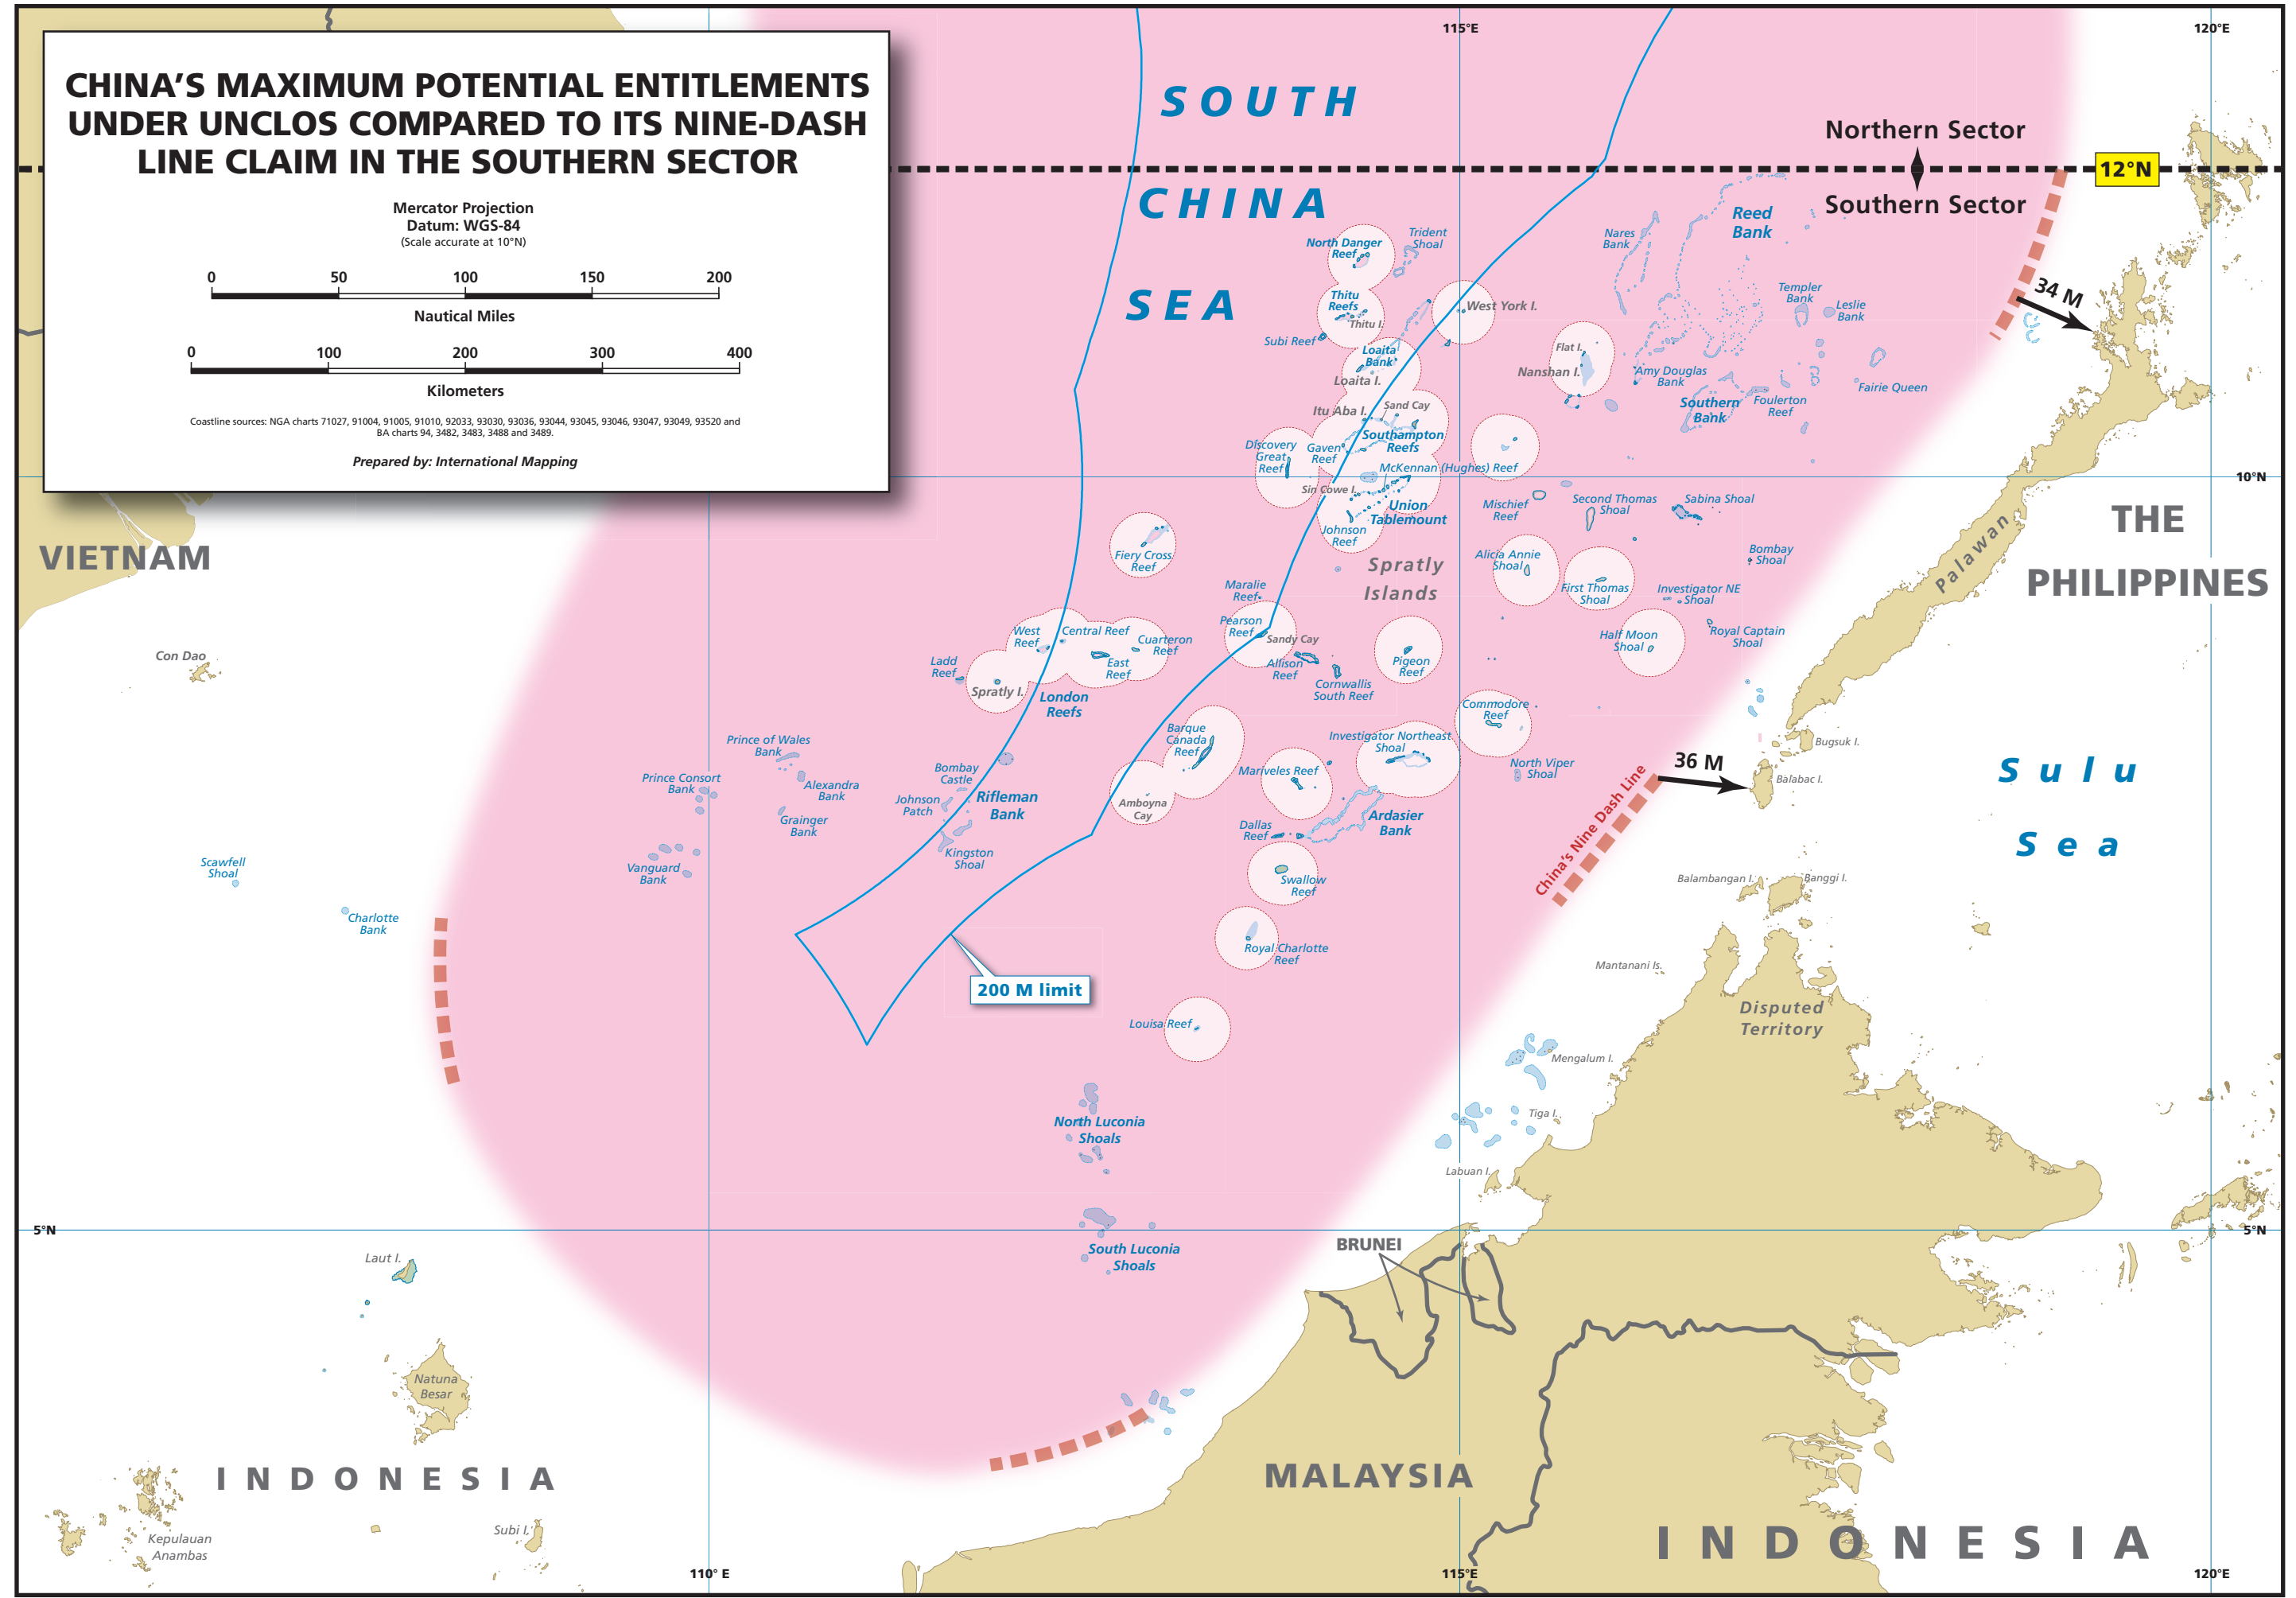 CHINA'S MAXIMUM POTENTIAL ENTITLEMENTS
UNDER UNCLOS COMPARED TO ITS NINE-DASH
LINE CLAIM IN THE SOUTHERN SECTOR
Mercator Projection
Datum: WGS-84
(Scale accurate at 10°N)
0 50 100 150 200
Nautical Miles
0 100 200 300 400
Kilometers
Coastline sources: NGA charts 71027, 91004, 91005, 91010, 92033, 93030, 93036, 93044, 93045, 93046, 93047, 93049, 93520 and
BA charts 94, 3482, 3483, 3488 and 3489.
Prepared by: International Mapping
115°E
120°E
SOUTH
CHINA
SEA
Northern Sector
12°N
Southern Sector
Reed
Bank
Nares
Bank
Trident
Shoal
North Danger
Reef
Thitu
Reefs
Thitu I.
West York I.
Subi Reef
Templer
Bank
Leslie
Bank
34 M
Loaita
Bank
Loaita I.
Flat I.
Nanshan I.
Amy Douglas
Bank
Fairie Queen
Southern
Bank
Foulerton
Reef
Itu Aba I.
Sand Cay
Southampton
Reefs
Discovery
Great
Reef
Gaven
Reef
McKennan (Hughes) Reef
10°N
Sin Cowe I.
Union
Tablemount
Johnson
Reef
Mischief
Reef
Second Thomas
Shoal
Sabina Shoal
VIETNAM
THE
PHILIPPINES
Palawan
Fiery Cross
Reef
Spratly
Islands
Alicia Annie
Shoal
First Thomas
Shoal
Bombay
Shoal
Investigator NE
Shoal
Maralie
Reef
Pearson
Reef
Sandy Cay
Allison
Reef
Cornwallis
South Reef
Pigeon
Reef
Half Moon
Shoal
Royal Captain
Shoal
Con Dao
West
Reef
Central Reef
Cuarteron
Reef
East
Reef
Ladd
Reef
Spratly I.
London
Reefs
Commodore
Reef
Barque
Canada
Reef
Investigator Northeast
Shoal
Prince of Wales
Bank
Prince Consort
Bank
Alexandra
Bank
Grainger
Bank
Vanguard
Bank
Bombay
Castle
Johnson
Patch
Rifleman
Bank
Kingston
Shoal
Amboyna
Cay
Mariveles Reef
North Viper
Shoal
Ardasier
Bank
Dallas
Reef
Swallow
Reef
Bugsuk I.
36 M
Balabac I.
China's Nine Dash Line
Sulu
Sea
Scawfell
Shoal
Charlotte
Bank
Balambangan I.
Banggi I.
Royal Charlotte
Reef
200 M limit
Louisa Reef
Mantanani Is.
Disputed
Territory
Mengalum I.
Tiga I.
North Luconia
Shoals
Labuan I.
5°N
5°N
South Luconia
Shoals
BRUNEI
Laut I.
Natuna
Besar
INDONESIA
MALAYSIA
Subi I.
Kepulauan
Anambas
INDONESIA
110° E
115°E
120°E